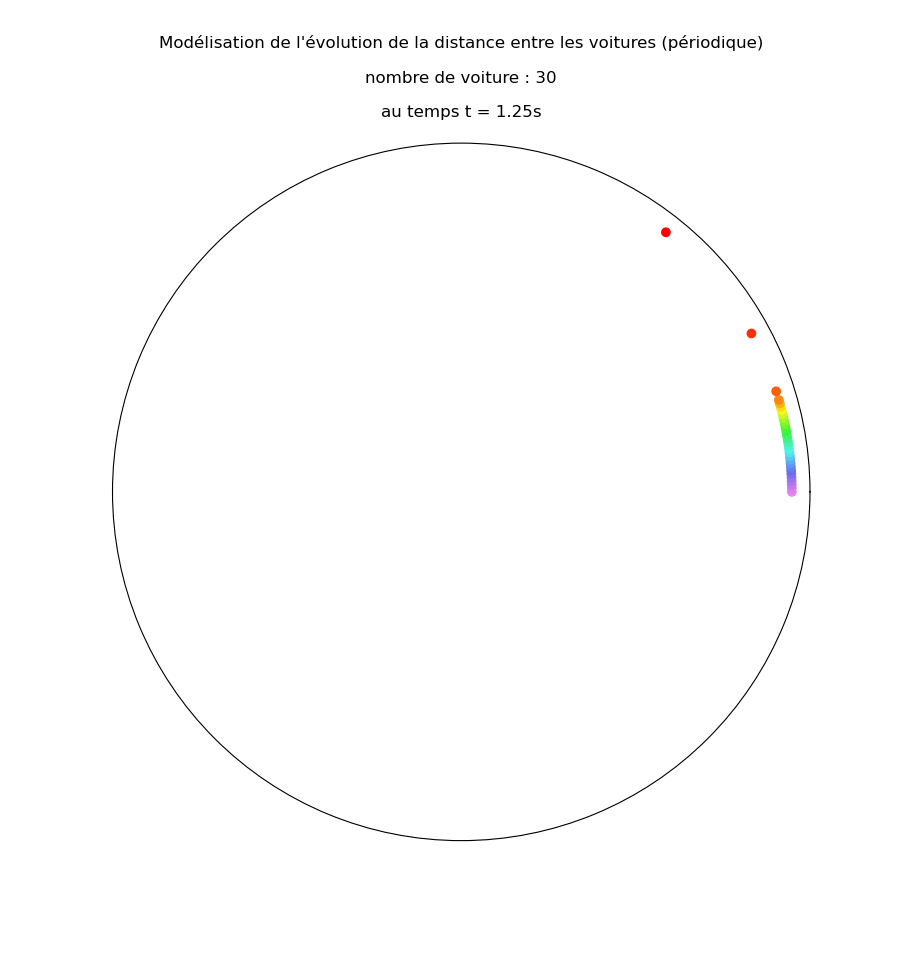 Modélisation de l'évolution de la distance entre les voitures (périodique)
nombre de voiture : 30
au temps t = 1.25s